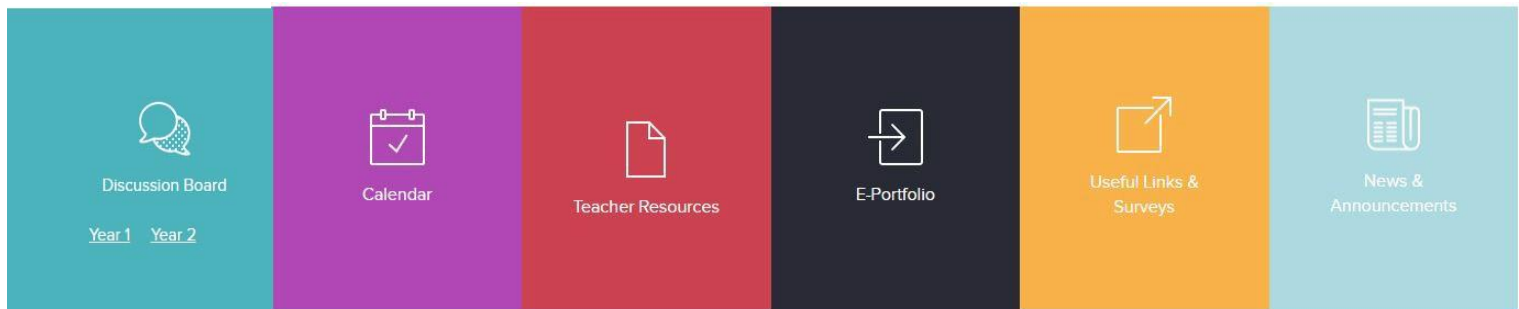 Discussion Board
Year 1 Year 2
Calendar
Teacher Resources
E-Portfolio
Useful Links &
Surveys
News &
Announcements